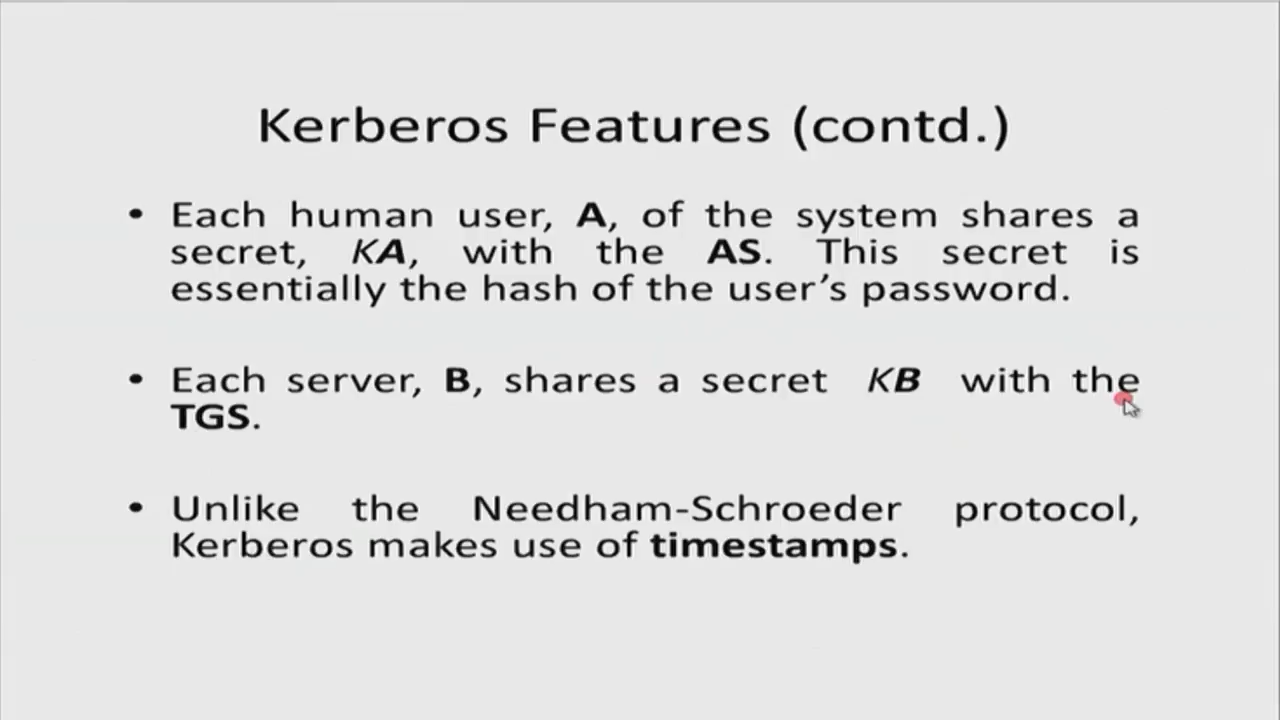 Kerberos Features (contd.)
• Each human user, A, of the system shares a
secret, KA, with the AS. This secret is
essentially the hash of the user’s password.
• Each server, B, shares a secret KB with the
TGS.
• Unlike the Needham-Schroeder protocol,
Kerberos makes use of timestamps.